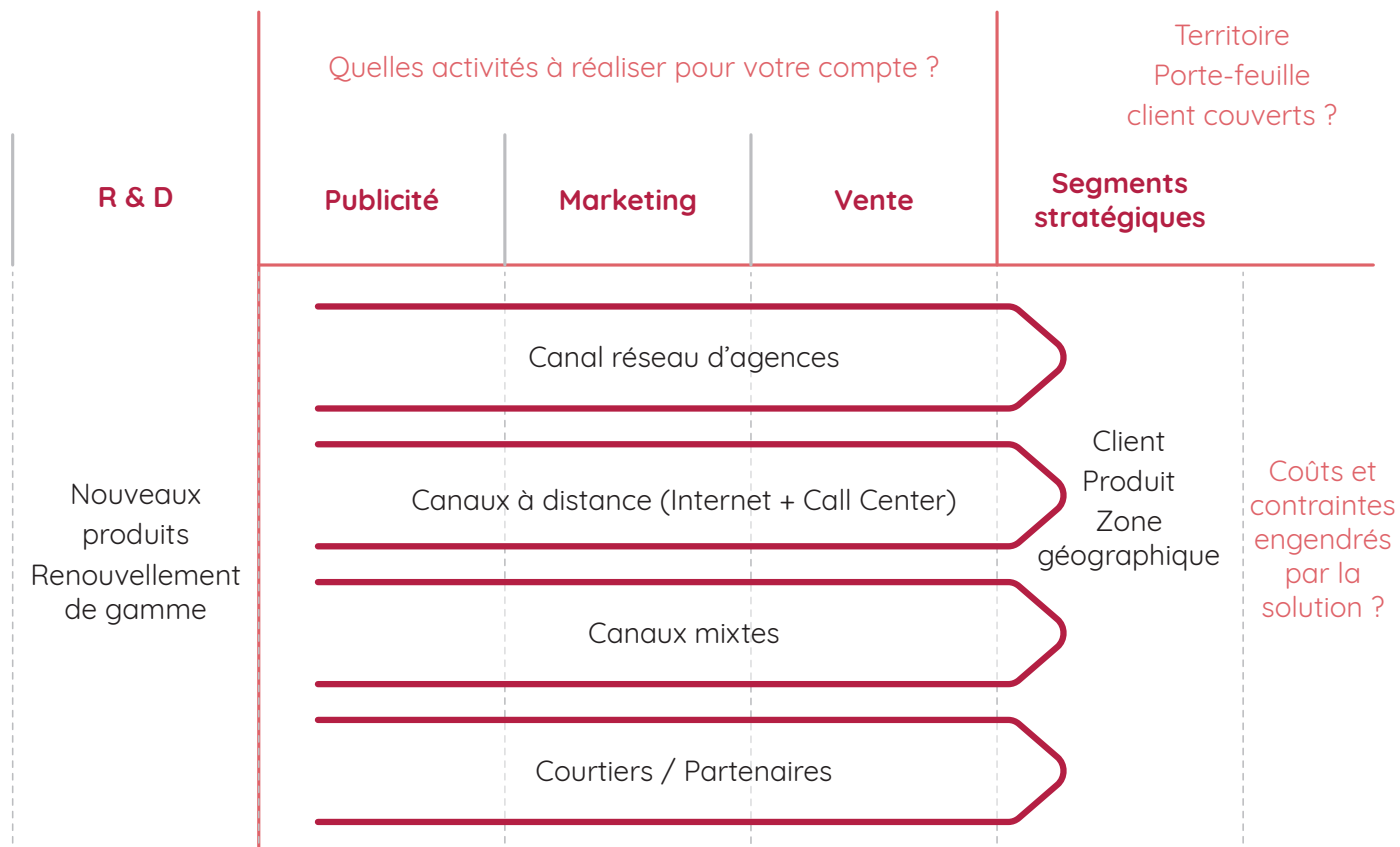 Quelles activités à réaliser pour votre compte ?
Territoire
Porte-feuille
client couverts ?
R & D
Publicité
Marketing
Vente
Segments
stratégiques
Nouveaux
produits
Renouvellement
de gamme
Canal réseau d’agences
Canaux à distance (Internet + Call Center)
Canaux mixtes
Courtiers / Partenaires
Client
Produit
Zone
géographique
Coûts et
contraintes
engendrés
par la
solution ?